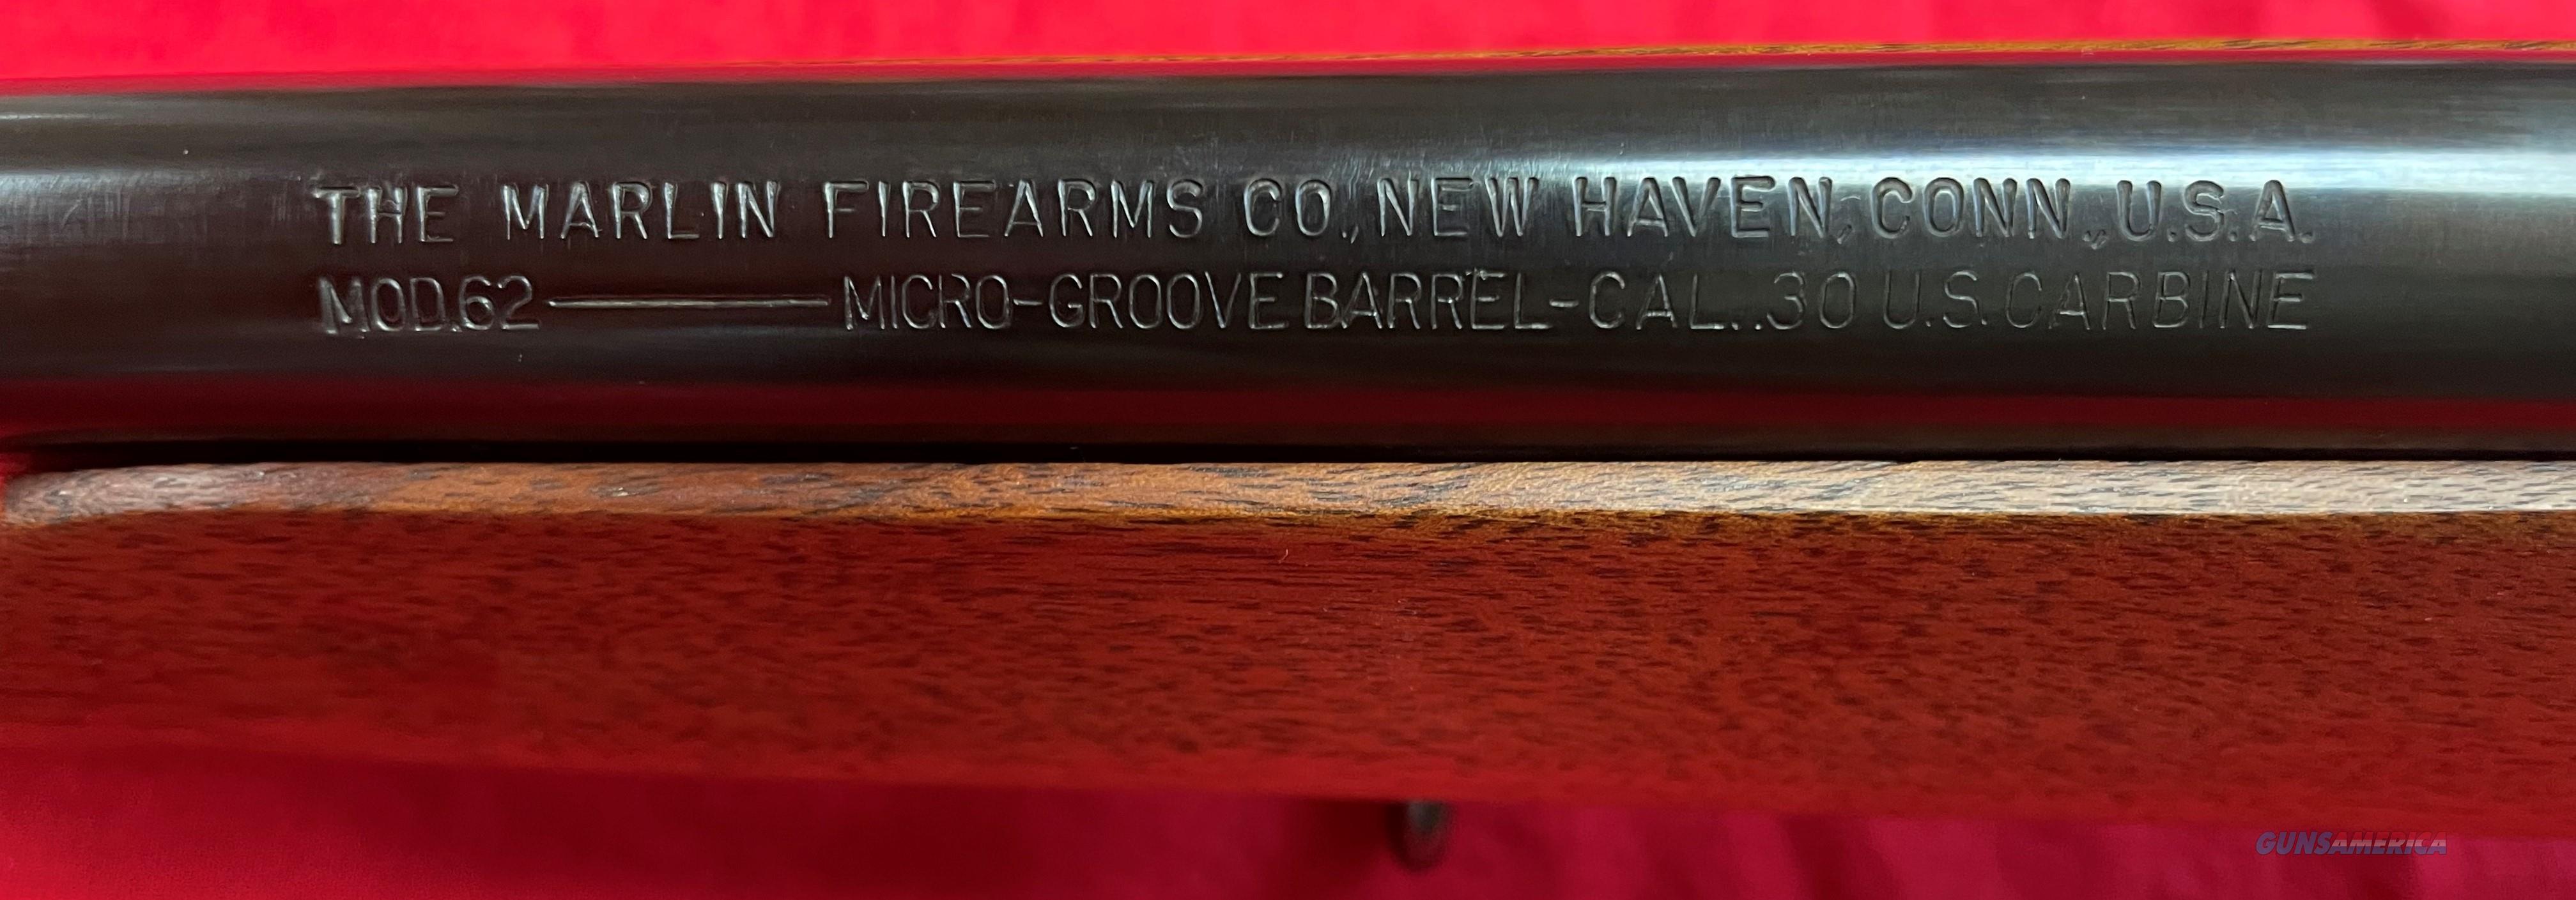 THE MARLIN FIREARMS CO., NEW HAVEN, CONN., U.S.A.
MOD.62——MICRO-GROOVE BARREL-CAL..30 U.S. CARBINE
GUNSAMERICA